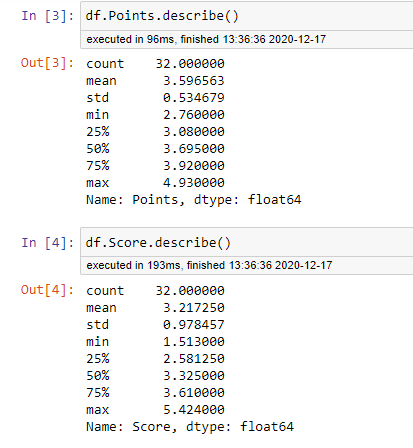 In [3]: df.Points.describe()
executed in 96ms, finished 13:36:36 2020-12-17
Out[3]: count    32.000000
mean      3.596563
std       0.534679
min       2.760000
25%       3.080000
50%       3.695000
75%       3.920000
max       4.930000
Name: Points, dtype: float64
In [4]: df.Score.describe()
executed in 193ms, finished 13:36:36 2020-12-17
Out[4]: count    32.000000
mean      3.217250
std       0.978457
min       1.513000
25%       2.581250
50%       3.325000
75%       3.610000
max       5.424000
Name: Score, dtype: float64